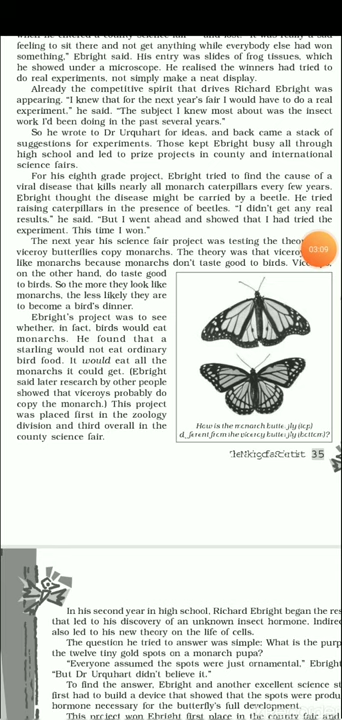 feeling to sit there and not get anything while everybody else had won
something," Ebright said. His entry was slides of frog tissues, which
he showed under a microscope. He realised the winners had tried to
do real experiments, not simply make a neat display.
Already the competitive spirit that drives Richard Ebright was
appearing. "I knew that for the next year's fair I would have to do a real
experiment," he said. "The subject I knew most about was the insect
work I'd been doing in the past several years."
So he wrote to Dr Urquhart for ideas, and back came a stack of
suggestions for experiments. Those kept Ebright busy all through
high school and led to prize projects in county and international
science fairs.
For his eighth grade project, Ebright tried to find the cause of a
viral disease that kills nearly all monarch caterpillars every few years.
Ebright thought the disease might be carried by a beetle. He tried
raising caterpillars in the presence of beetles. "I didn't get any real
results," he said. "But I went ahead and showed that I had tried the
experiment. This time I won."
The next year his science fair project was testing the
viceroy butterflies copy monarchs. The theory was that
like monarchs because monarchs don't taste good to birds.
03:09
on the other hand, do taste good
to birds. So the more they look like
monarchs, the less likely they are
to become a bird's dinner.
Ebright's project was to see
whether, in fact, birds would eat
monarchs. He found that a
starling would not eat ordinary
bird food. It would eat all the
monarchs it could get. (Ebright
said later research by other people
showed that viceroys probably do
copy the monarch.) This project
was placed first in the zoology
division and third overall in the
county science fair.
How is the monarch (top)
from the viceroy (bottom)?
35
In his second year in high school, Richard Ebright began the
that led to his discovery of an unknown insect hormone.
also led to his new theory on the life of cells.
The question he tried to answer was simple: What is the
the twelve tiny gold spots on a monarch pupa?
"Everyone assumed the spots were just ornamental,"
"But Dr Urquhart didn't believe it."
To find the answer, Ebright and another excellent science
first had to build a device that showed that the spots were
hormone necessary for the butterfly's full development.
This project won Ebright first place in the county fair and